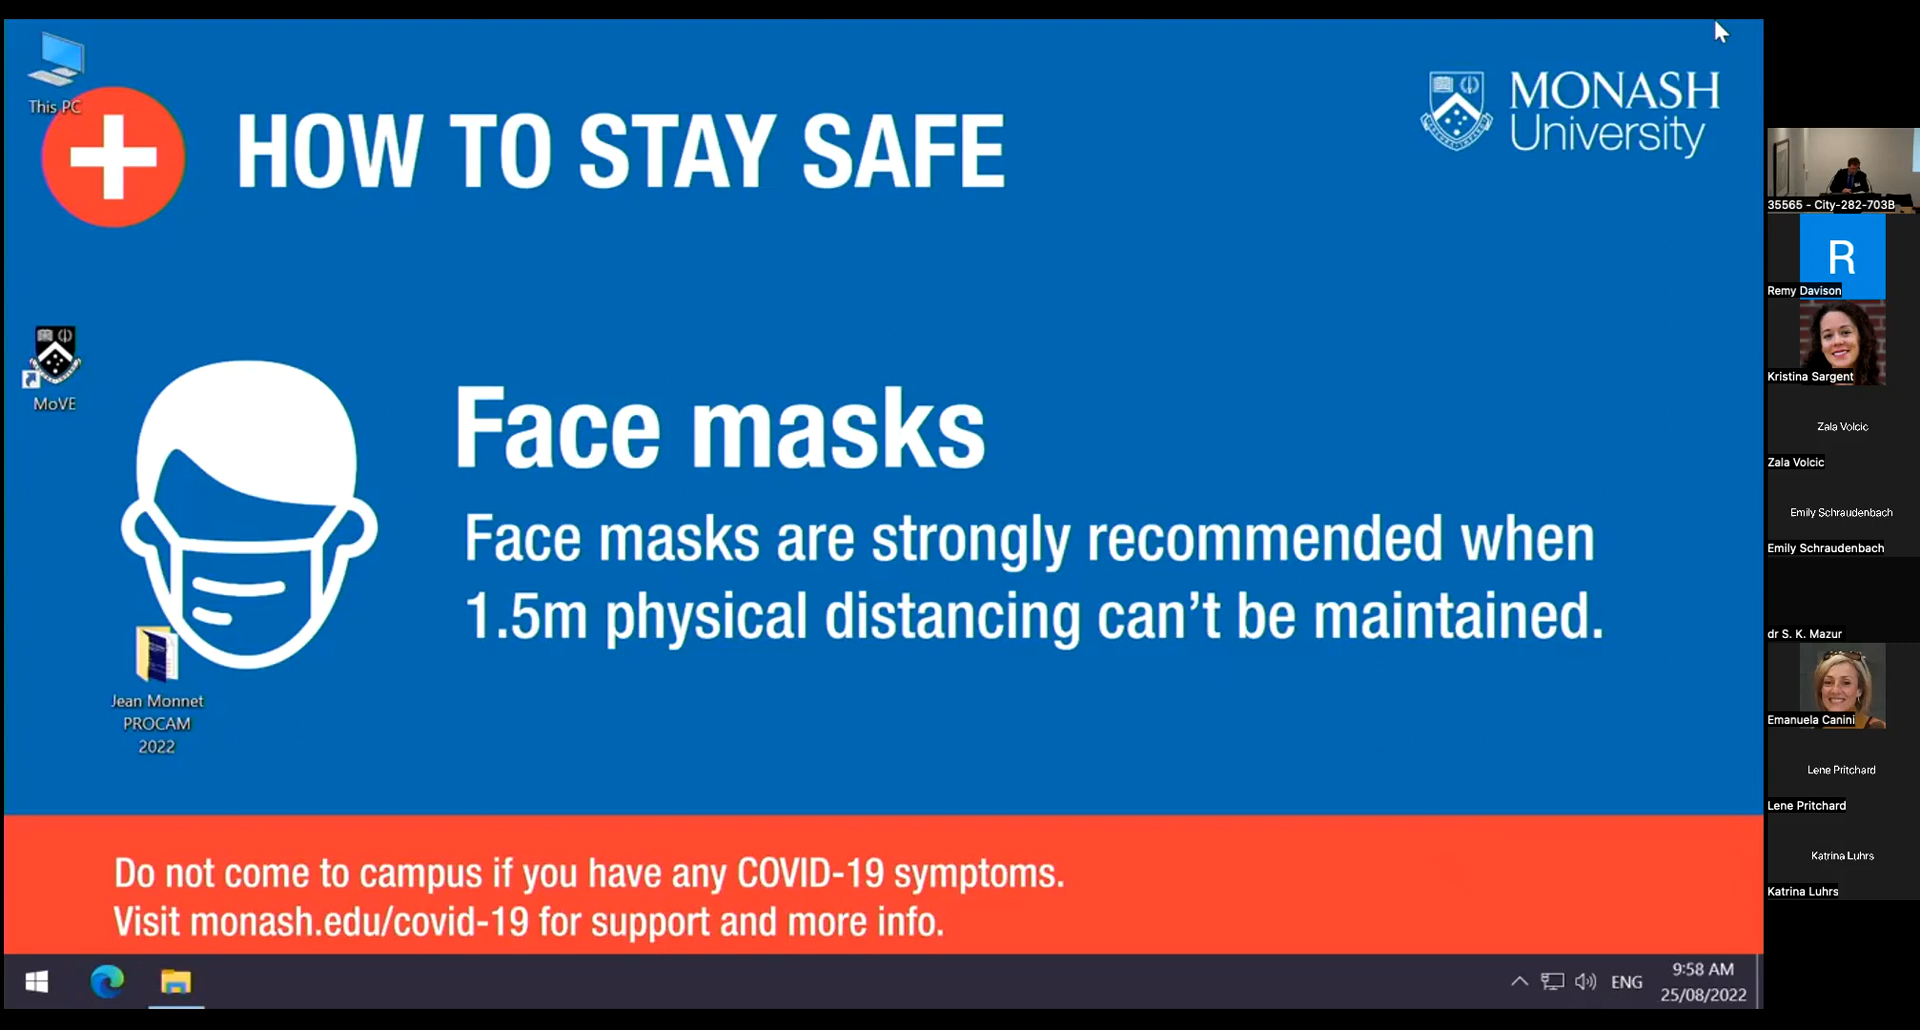 This PC
HOW TO STAY SAFE
MONASH
University
MoVE
Face masks
Face masks are strongly recommended when
1.5m physical distancing can't be maintained.
Jean Monnet
PROCAM
2022
Do not come to campus if you have any COVID-19 symptoms.
Visit monash.edu/covid-19 for support and more info.
ENG
9:58 AM
25/08/2022
35565 - City-282-703B
R
Remy Davison
Kristina Sargent
Zala Volcic
Zala Volcic
Emily Schraudenbach
Emily Schraudenbach
dr S. K. Mazur
Emanuela Canini
Lene Pritchard
Lene Pritchard
Katrina Luhrs
Katrina Luhrs